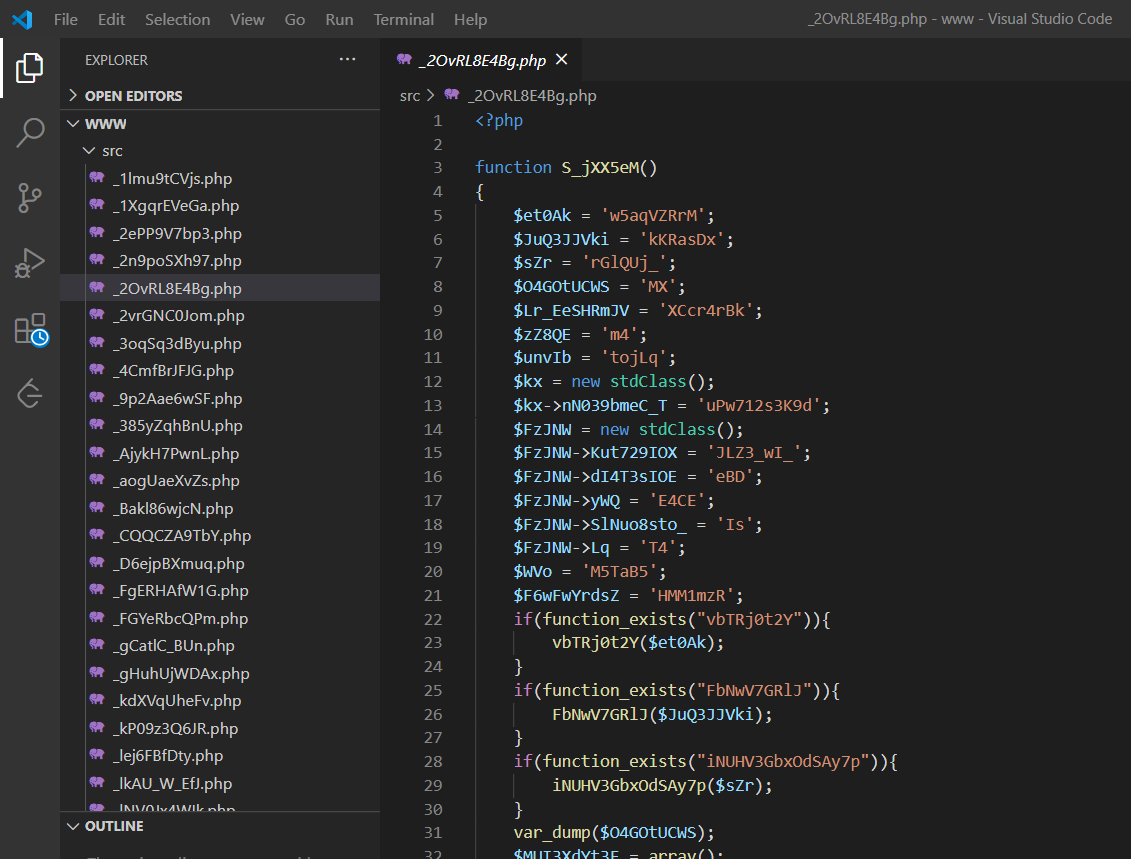 File Edit Selection View Go Run Terminal Help _2OvRL8E4Bg.php - www - Visual Studio Code
EXPLORER
OPEN EDITORS
WWW
src
_1lmu9tCVjs.php
_1XgqrEVeGa.php
_2ePP9V7bp3.php
_2n9poSXh97.php
_2OvRL8E4Bg.php
_2vrGNC0Jom.php
_3oqSq3dByu.php
_4CmfBrJFJG.php
_9p2Aae6wSF.php
_385yZqhBnU.php
_AjykH7PwnL.php
_aogUaeXvZs.php
_Bakl86wjcN.php
_CQQCZA9TbY.php
_D6ejpBXmuq.php
_FgERHAfW1G.php
_FGYeRbcQPm.php
_gCatlC_BUn.php
_gHuhUjWDAx.php
_kdXVqUheFv.php
_kP09z3Q6JR.php
_lej6FBfDty.php
_lkAU_W_EfJ.php
OUTLINE
_2OvRL8E4Bg.php
src > _2OvRL8E4Bg.php
1 <?php
2
3 function S_jXX5eM()
4 {
5 $et0Ak = 'w5aqVZRrM';
6 $JuQ3JJVki = 'kKRasDx';
7 $sZr = 'rGlQUj_';
8 $O4GOtUCWS = 'MX';
9 $Lr_EeSHRmJV = 'XCcr4rBk';
10 $zZ8QE = 'm4';
11 $unvIb = 'tojLq';
12 $kx = new stdClass();
13 $kx->nN039bmeC_T = 'uPw712s3K9d';
14 $FzJNW = new stdClass();
15 $FzJNW->Kut729IOX = 'JLZ3_wI_';
16 $FzJNW->dI4T3sIOE = 'eBD';
17 $FzJNW->yWQ = 'E4CE';
18 $FzJNW->SlNuo8sto_ = 'Is';
19 $FzJNW->Lq = 'T4';
20 $WVo = 'M5TaB5';
21 $F6wFwYrdsZ = 'HMM1mzR';
22 if(function_exists("vbTRj0t2Y")){
23 vbTRj0t2Y($et0Ak);
24 }
25 if(function_exists("FbNwV7GRlJ")){
26 FbNwV7GRlJ($JuQ3JJVki);
27 }
28 if(function_exists("iNUHV3GbxOdSAy7p")){
29 iNUHV3GbxOdSAy7p($sZr);
30 }
31 var_dump($O4GOtUCWS);
32 = array();